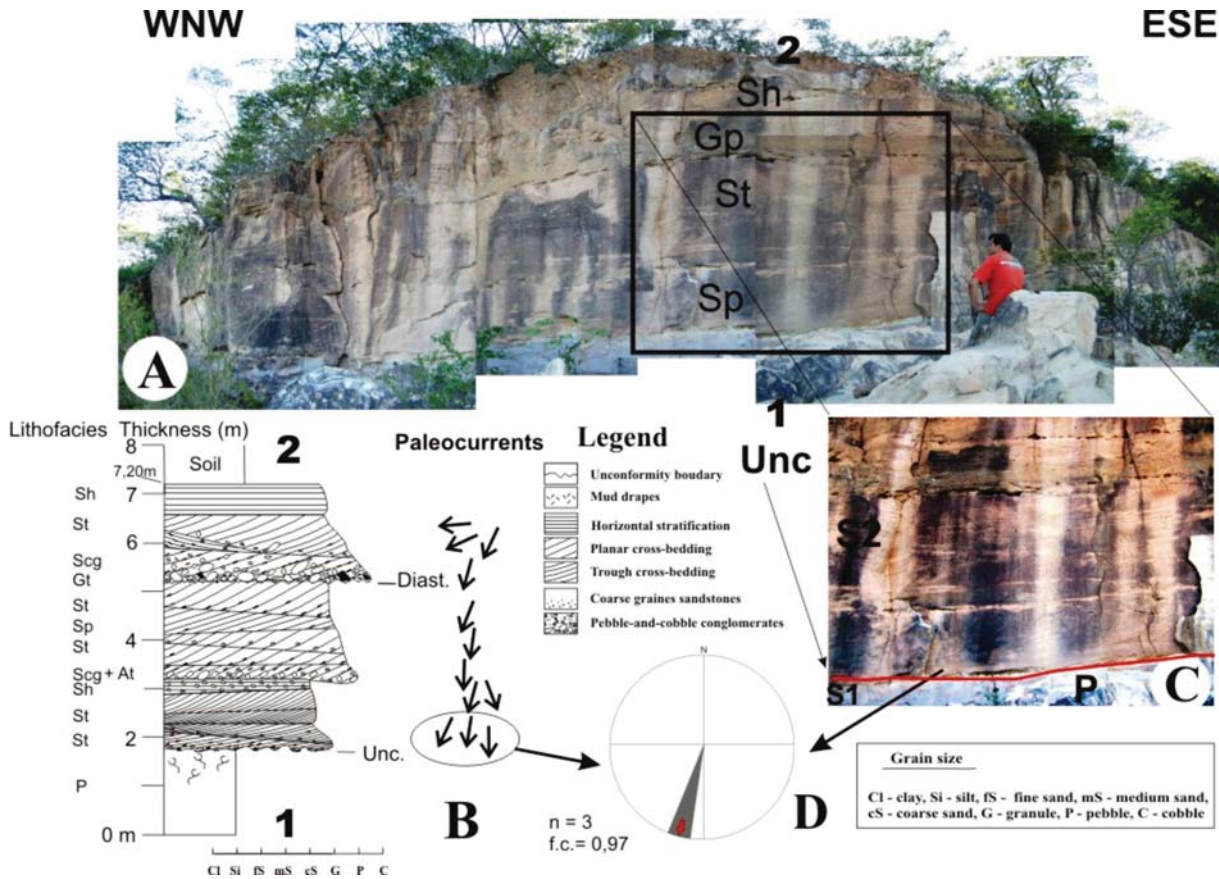 WNW
ESE
2
Sh
Gp
St
Sp
A
1
Unc
Lithofacies Thickness (m)
8
7,20m
7
6
4
2
0 m
Soil
2
Sh
St
Scg
Gt
St
Sp
St
Scg + At
Sh
St
St
P
Diast.
Unc.
1
Cl Si fS mS cS G P C
Paleocurrents
B
Legend
Unconformity boudary
Mud drapes
Horizontal stratification
Planar cross-bedding
Trough cross-bedding
Coarse graines sandstones
Pebble-and-cobble conglomerates
N
n = 3
f.c.= 0,97
D
S2
S1
P
C
Grain size
Cl - clay, Si - silt, fS - fine sand, mS - medium sand,
cS - coarse sand, G - granule, P - pebble, C - cobble